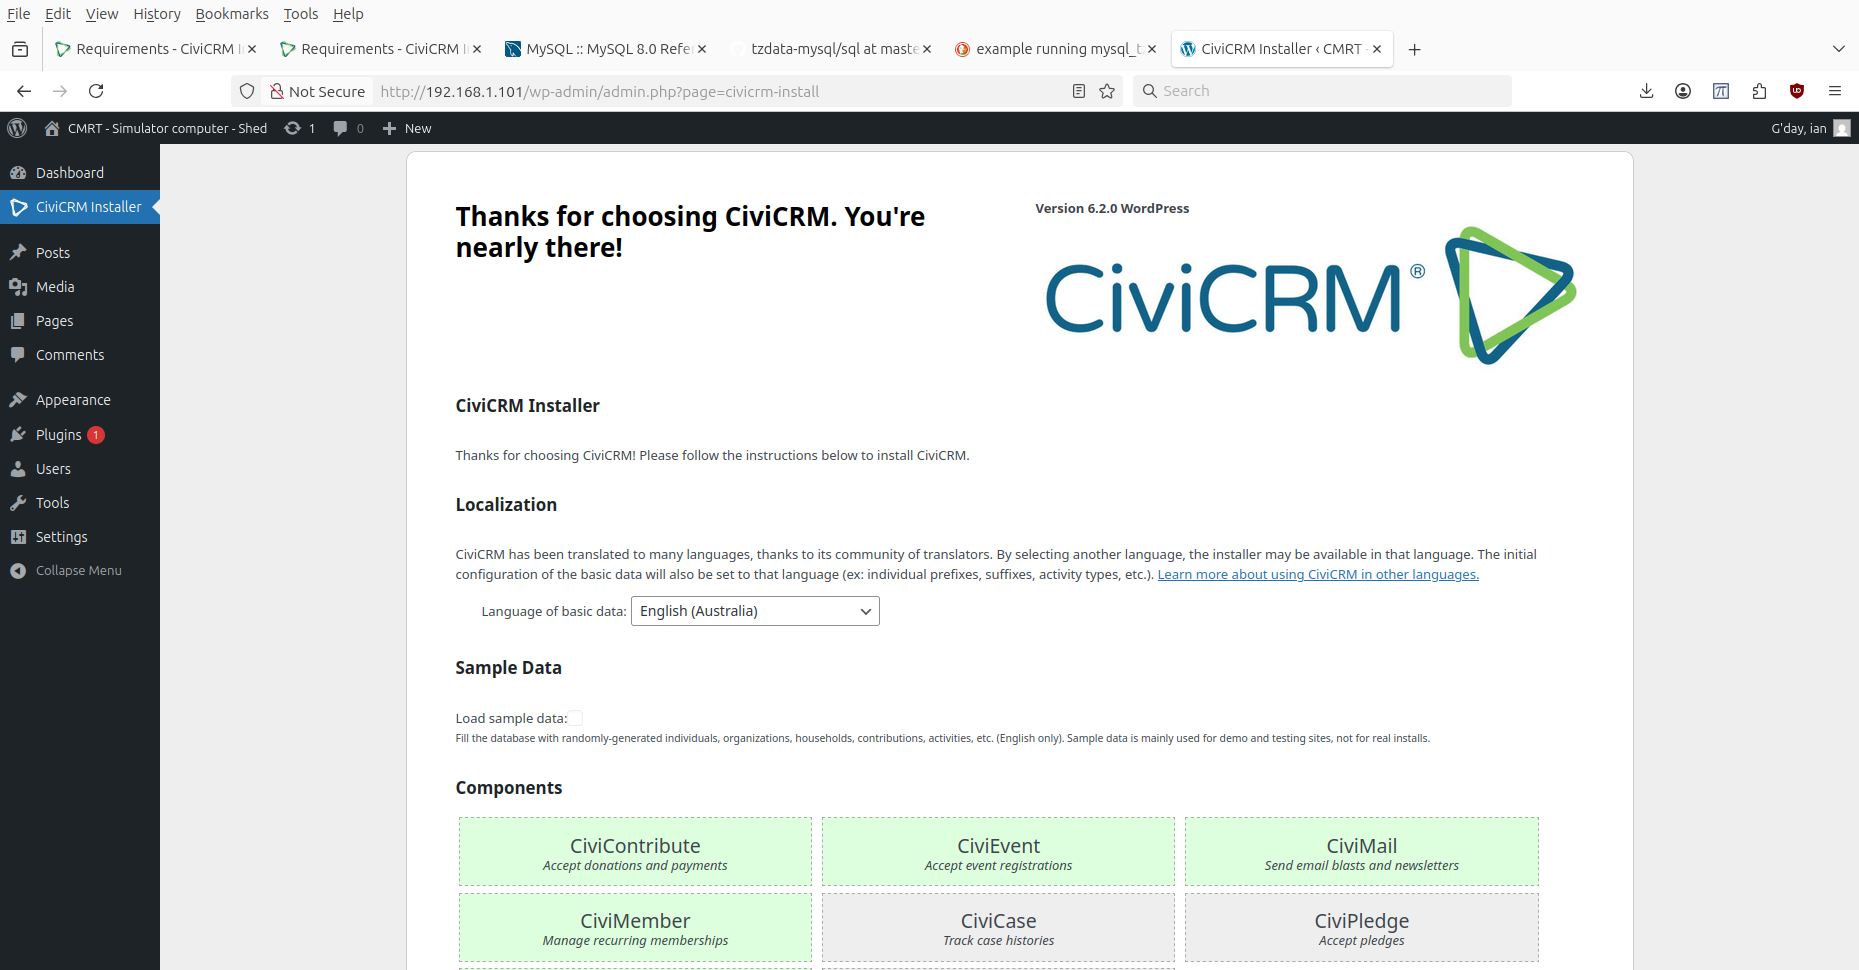 File Edit View History Bookmarks Tools Help
Requirements - CiviCRM I
Requirements - CiviCRM I
MySQL :: MySQL 8.0 Refe
tzdata-mysql/sql at maste
example running mysql_t
CiviCRM Installer ‹ CMRT -
Not Secure http://192.168.1.101/wp-admin/admin.php?page=civicrm-install
Search
CMRT - Simulator computer - Shed 1 0 New
G'day, ian
Dashboard
CiviCRM Installer
Posts
Media
Pages
Comments
Appearance
Plugins 1
Users
Tools
Settings
Collapse Menu
Thanks for choosing CiviCRM. You're
nearly there!
Version 6.2.0 WordPress
CiviCRM®
CiviCRM Installer
Thanks for choosing CiviCRM! Please follow the instructions below to install CiviCRM.
Localization
CiviCRM has been translated to many languages, thanks to its community of translators. By selecting another language, the installer may be available in that language. The initial
configuration of the basic data will also be set to that language (ex: individual prefixes, suffixes, activity types, etc.). Learn more about using CiviCRM in other languages.
Language of basic data: English (Australia)
Sample Data
Load sample data:
Fill the database with randomly-generated individuals, organizations, households, contributions, activities, etc. (English only). Sample data is mainly used for demo and testing sites, not for real installs.
Components
CiviContribute
Accept donations and payments
CiviEvent
Accept event registrations
CiviMail
Send email blasts and newsletters
CiviMember
Manage recurring memberships
CiviCase
Track case histories
CiviPledge
Accept pledges